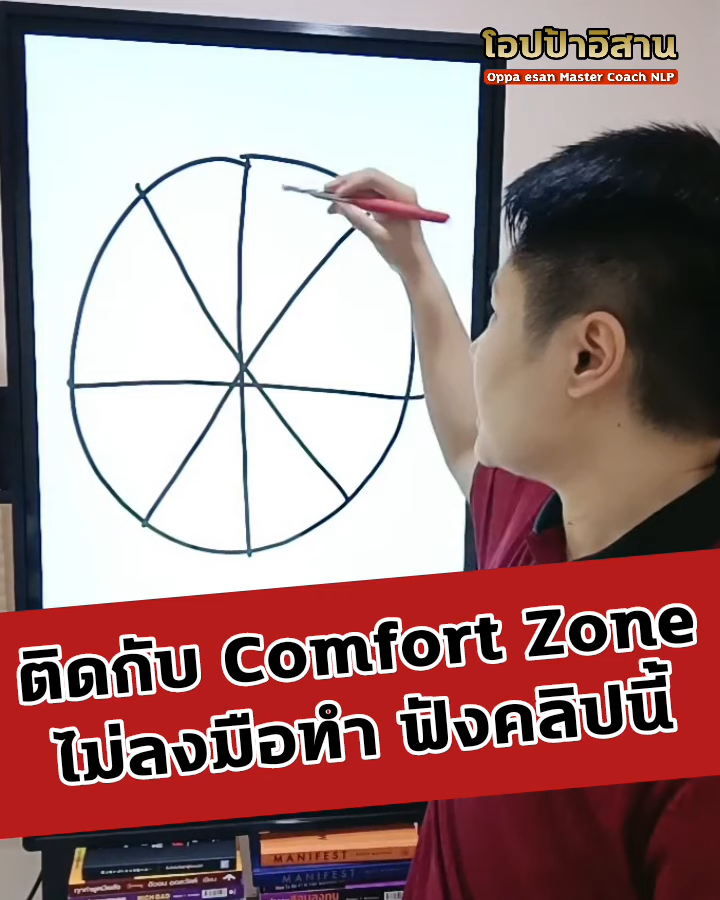 โอปป้าอิสาน
Oppa esan Master Coach NLP
ติดกับ Comfort Zone
ไม่ลงมือทำ ฟังคลิปนี้
MANIFEST
RICH DAD